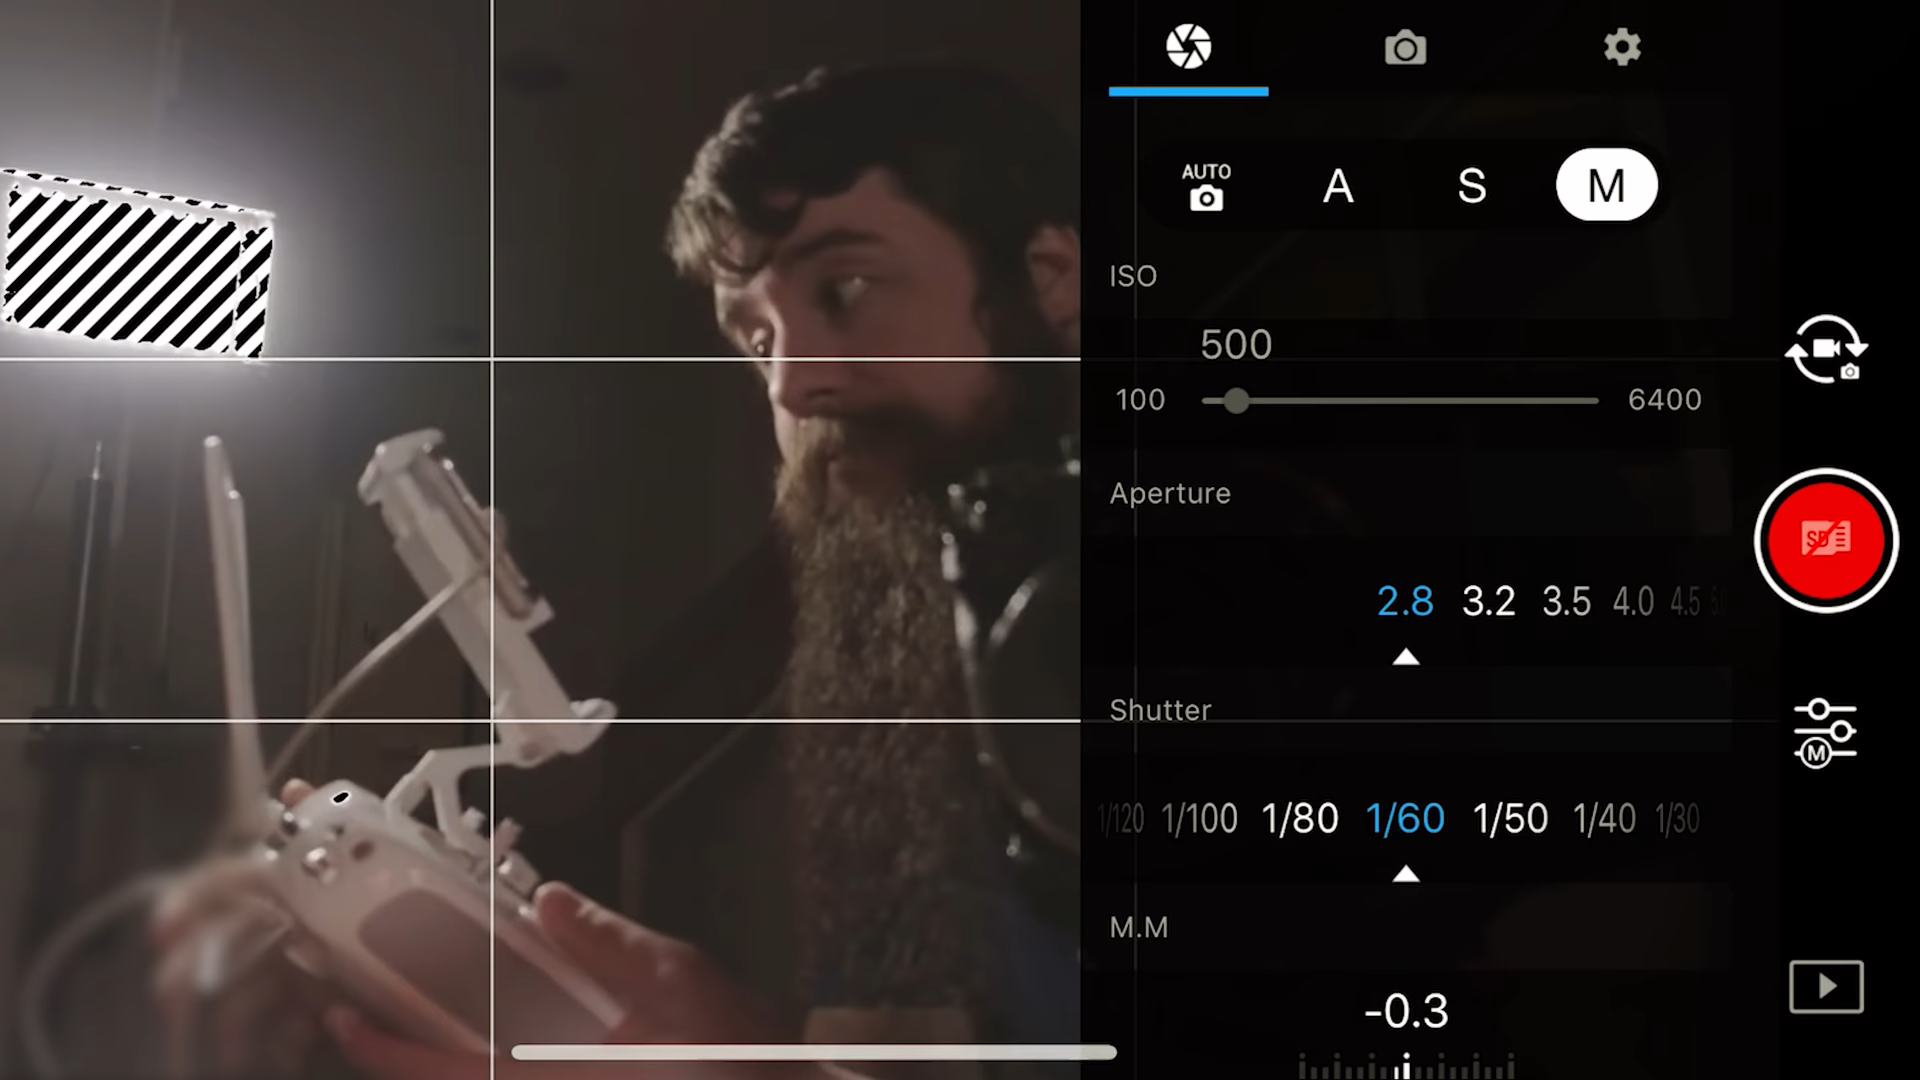 AUTO
A S M
ISO
500
100 6400
Aperture
2.8 3.2 3.5 4.0 4.5
SD
Shutter
1/120 1/100 1/80 1/60 1/50 1/40 1/30
M
M.M
-0.3